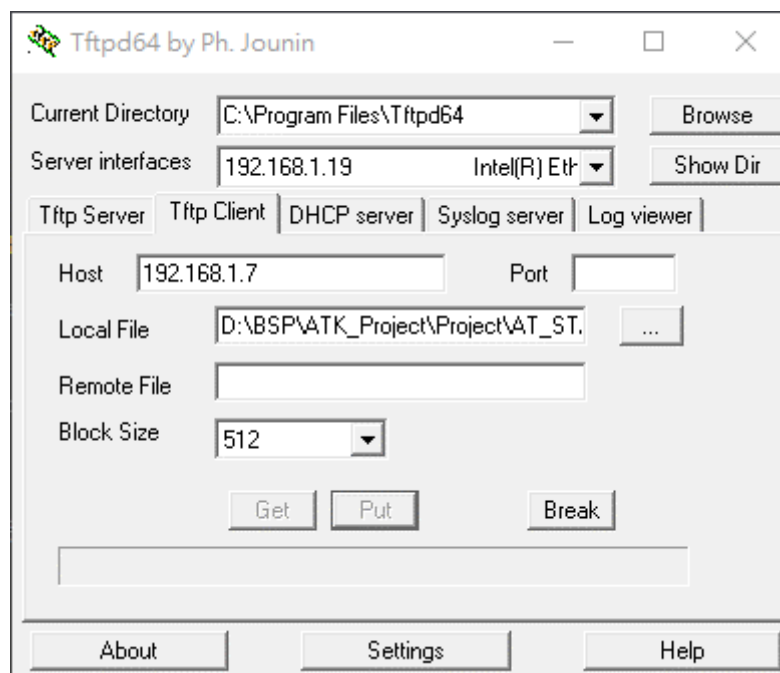 Tftpd64 by Ph. Jounin
Current Directory C:\Program Files\Tftpd64 Browse
Server interfaces 192.168.1.19 Intel(R) Eth Show Dir
Tftp Server Tftp Client DHCP server Syslog server Log viewer
Host 192.168.1.7 Port
Local File D:\BSP\ATK_Project\Project\AT_ST. ...
Remote File
Block Size 512
Get Put Break
About Settings Help